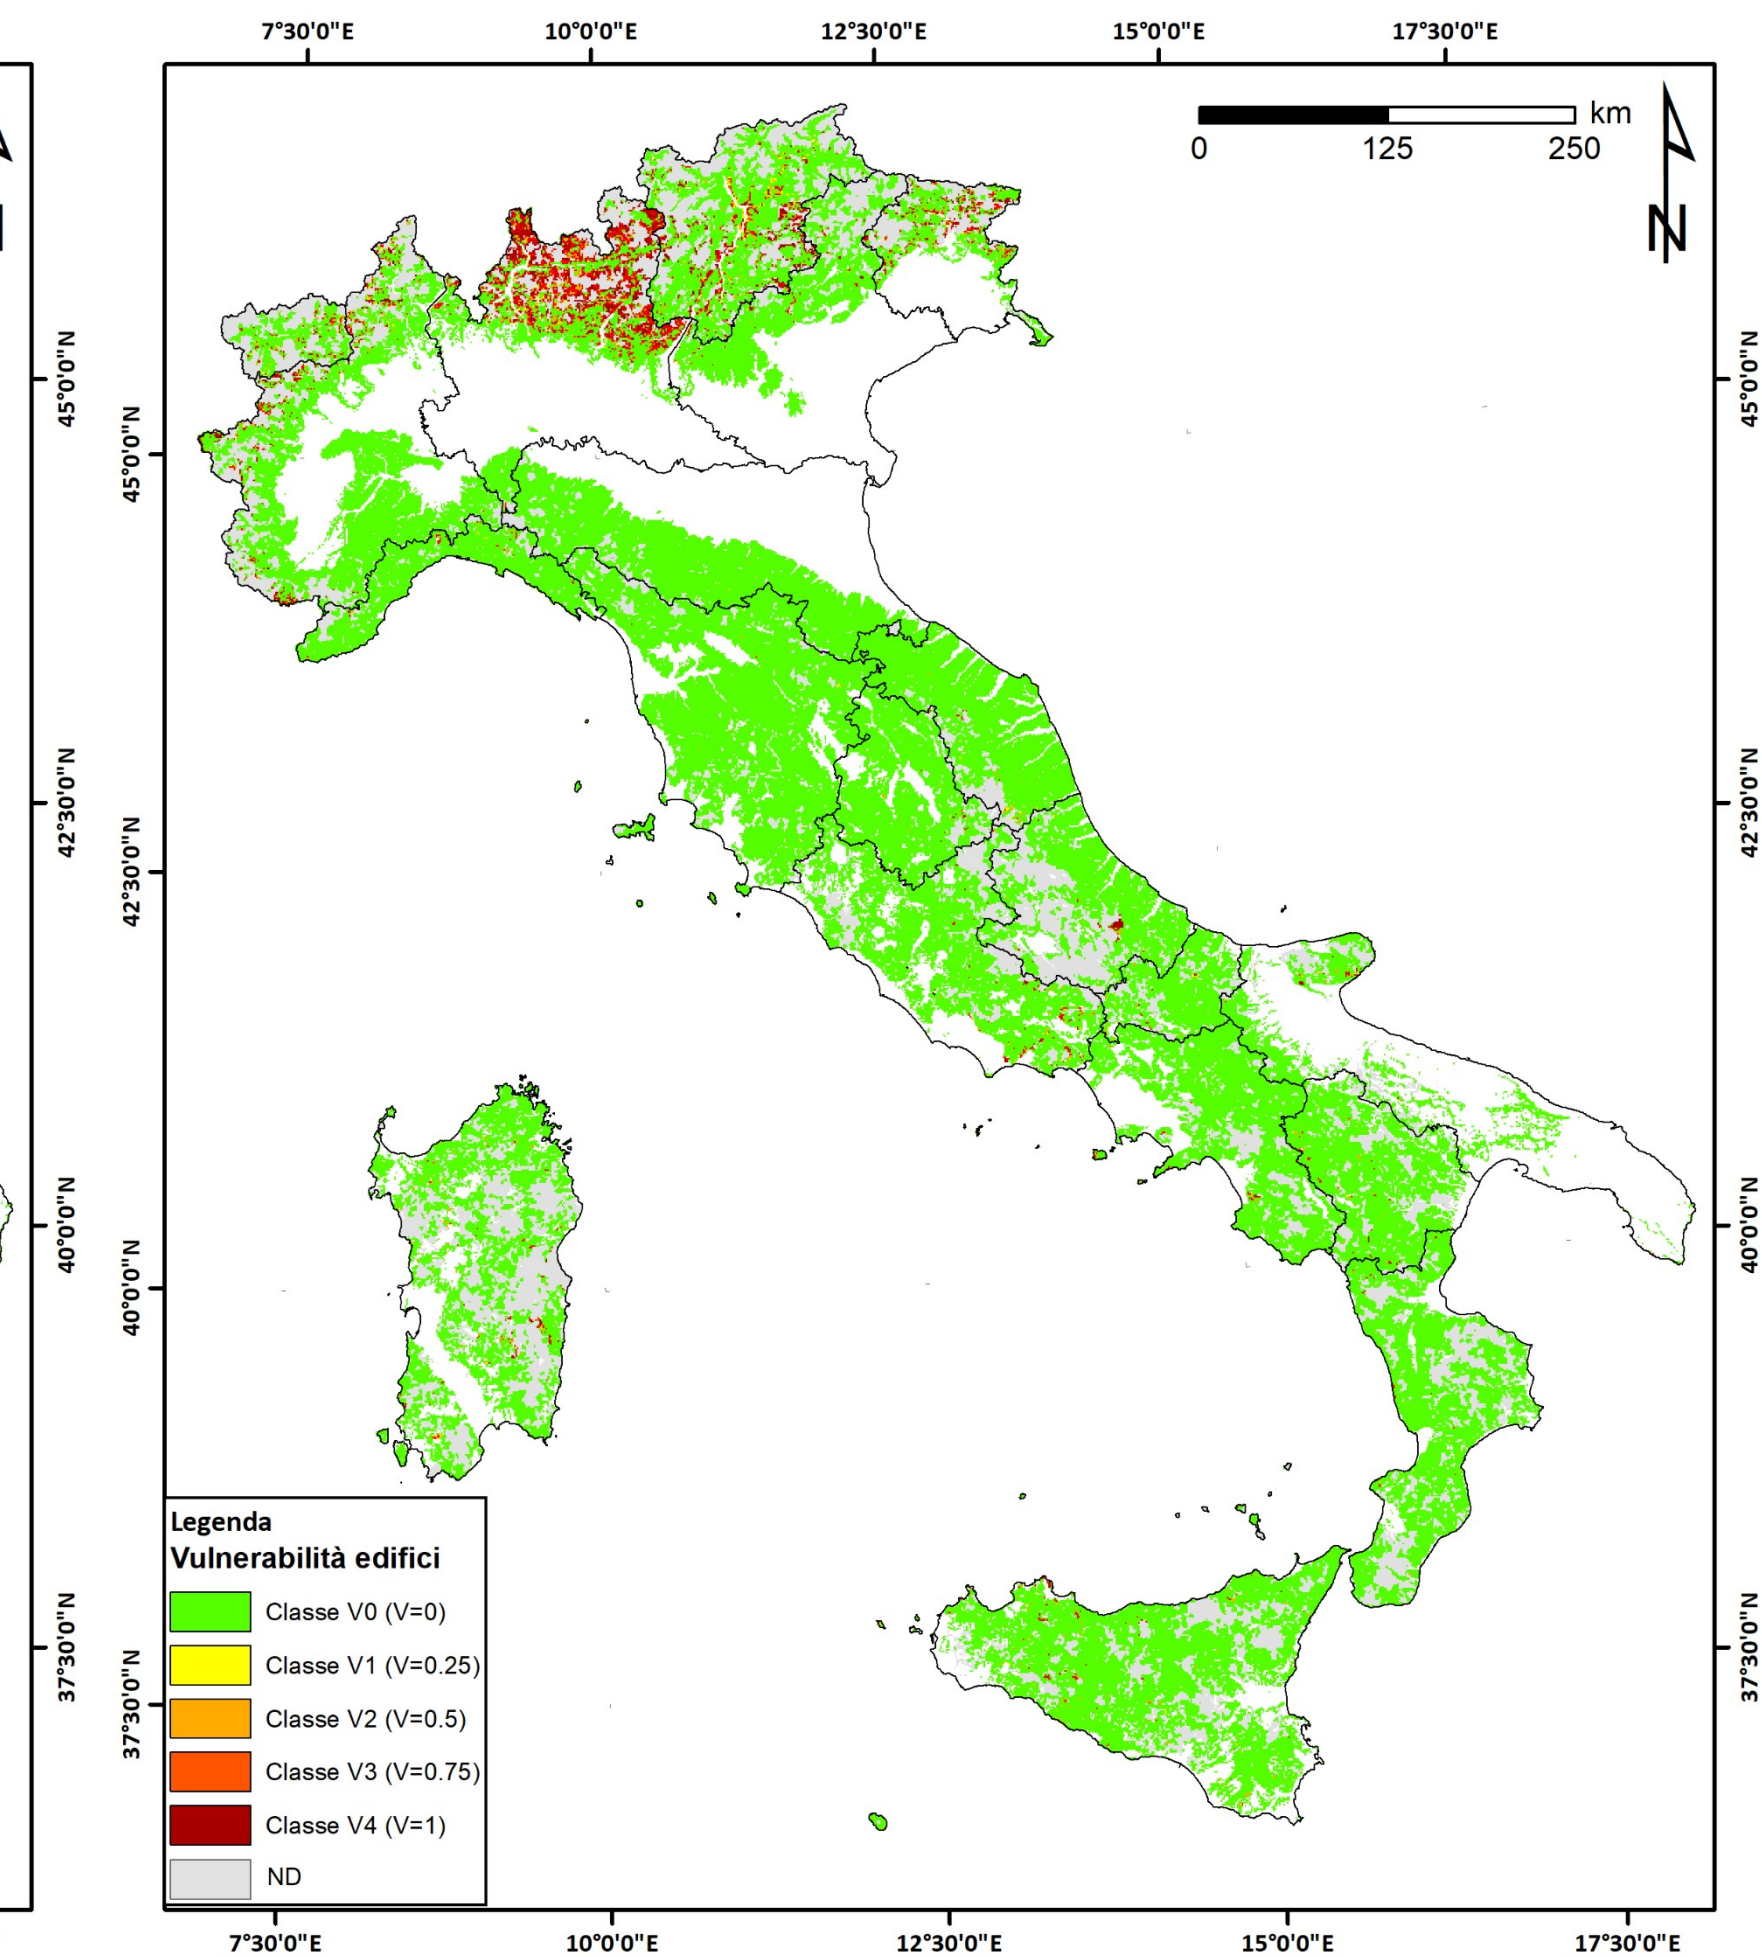 7°30'0"E 10°0'0"E 12°30'0"E 15°0'0"E 17°30'0"E
km
0 125 250
N
45°0'0"N 45°0'0"N
45°0'0"N
42°30'0"N 42°30'0"N
42°30'0"N
40°0'0"N 40°0'0"N
40°0'0"N
37°30'0"N 37°30'0"N
37°30'0"N
Legenda
Vulnerabilità edifici
Classe V0 (V=0)
Classe V1 (V=0.25)
Classe V2 (V=0.5)
Classe V3 (V=0.75)
Classe V4 (V=1)
ND
7°30'0"E 10°0'0"E 12°30'0"E 15°0'0"E 17°30'0"E